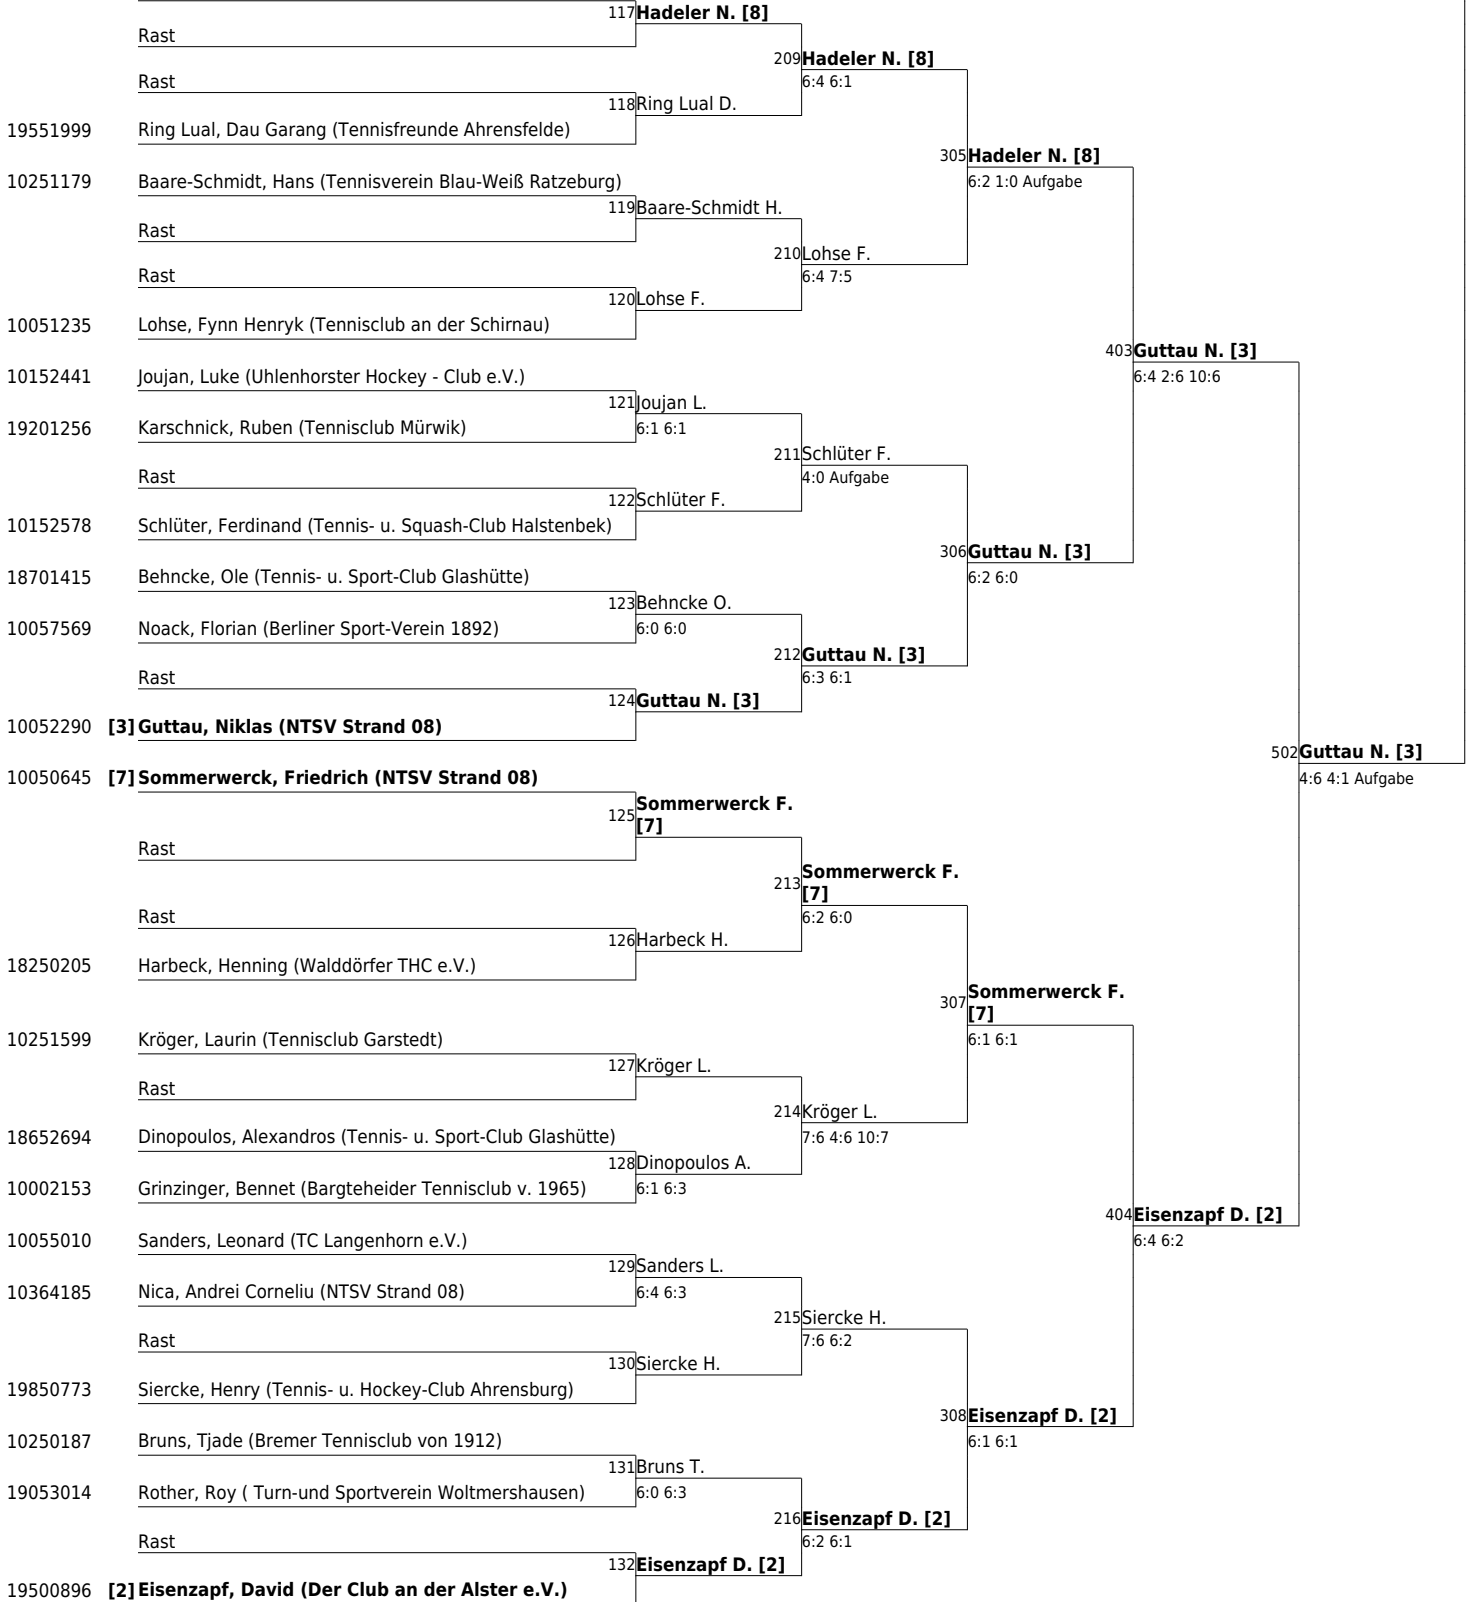 117 Hadeler N. [8]
Rast
209 Hadeler N. [8]
Rast
6:4 6:1
118 Ring Lual D.
19551999 Ring Lual, Dau Garang (Tennisfreunde Ahrensfelde)
305 Hadeler N. [8]
10251179 Baare-Schmidt, Hans (Tennisverein Blau-Weiß Ratzeburg)
6:2 1:0 Aufgabe
119 Baare-Schmidt H.
Rast
210 Lohse F.
Rast
6:4 7:5
120 Lohse F.
10051235 Lohse, Fynn Henryk (Tennisclub an der Schirnau)
403 Guttau N. [3]
10152441 Joujan, Luke (Uhlenhorster Hockey - Club e.V.)
6:4 2:6 10:6
121 Joujan L.
19201256 Karschnick, Ruben (Tennisclub Mürwik)
6:1 6:1
211 Schlüter F.
Rast
4:0 Aufgabe
122 Schlüter F.
10152578 Schlüter, Ferdinand (Tennis- u. Squash-Club Halstenbek)
306 Guttau N. [3]
18701415 Behncke, Ole (Tennis- u. Sport-Club Glashütte)
6:2 6:0
123 Behncke O.
10057569 Noack, Florian (Berliner Sport-Verein 1892)
6:0 6:0
212 Guttau N. [3]
Rast
6:3 6:1
124 Guttau N. [3]
10052290 [3] Guttau, Niklas (NTSV Strand 08)
502 Guttau N. [3]
10050645 [7] Sommerwerck, Friedrich (NTSV Strand 08)
4:6 4:1 Aufgabe
125 Sommerwerck F.
[7]
Rast
213 Sommerwerck F.
[7]
Rast
6:2 6:0
126 Harbeck H.
18250205 Harbeck, Henning (Walddörfer THC e.V.)
307 Sommerwerck F.
[7]
10251599 Kröger, Laurin (Tennisclub Garstedt)
6:1 6:1
127 Kröger L.
Rast
214 Kröger L.
18652694 Dinopoulos, Alexandros (Tennis- u. Sport-Club Glashütte)
7:6 4:6 10:7
128 Dinopoulos A.
10002153 Grinzinger, Bennet (Bargteheider Tennisclub v. 1965)
6:1 6:3
404 Eisenzapf D. [2]
10055010 Sanders, Leonard (TC Langenhorn e.V.)
6:4 6:2
129 Sanders L.
10364185 Nica, Andrei Corneliu (NTSV Strand 08)
6:4 6:3
215 Siercke H.
Rast
7:6 6:2
130 Siercke H.
19850773 Siercke, Henry (Tennis- u. Hockey-Club Ahrensburg)
308 Eisenzapf D. [2]
10250187 Bruns, Tjade (Bremer Tennisclub von 1912)
6:1 6:1
131 Bruns T.
19053014 Rother, Roy ( Turn-und Sportverein Woltmershausen)
6:0 6:3
216 Eisenzapf D. [2]
Rast
6:2 6:1
132 Eisenzapf D. [2]
19500896 [2] Eisenzapf, David (Der Club an der Alster e.V.)